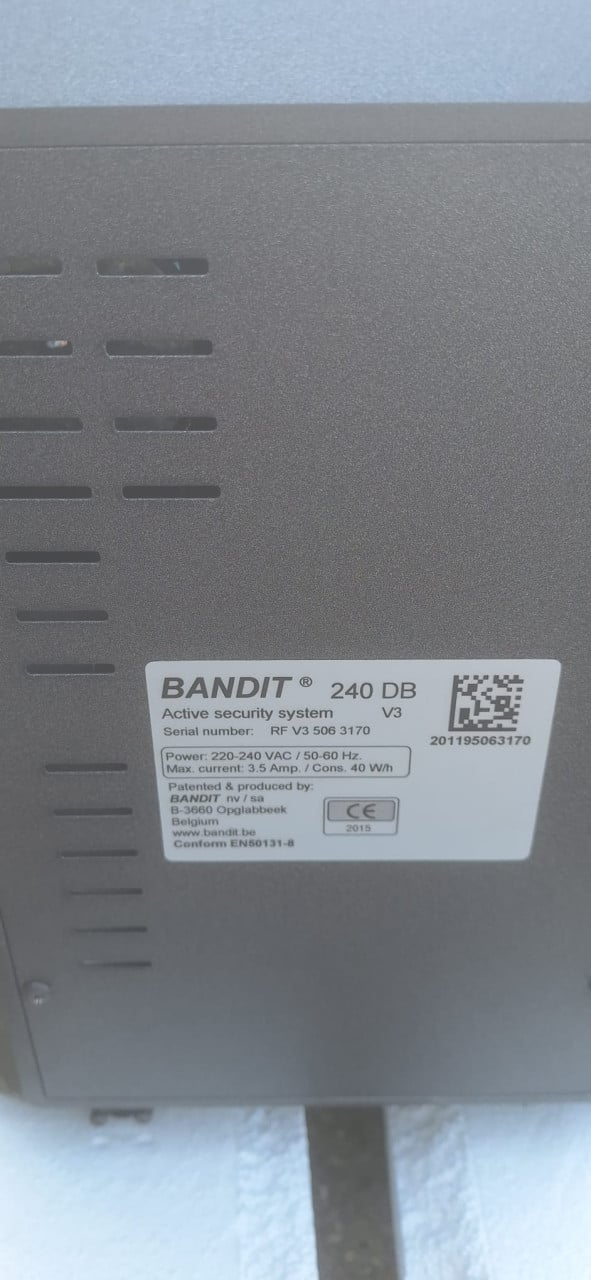 BANDIT ® 240 DB
Active security system V3
Serial number: RF V3 506 3170
201195063170
Power: 220-240 VAC / 50-60 Hz.
Max. current: 3.5 Amp. / Cons. 40 W/h
Patented & produced by:
BANDIT nv / sa
B-3660 Opglabbeek
Belgium
www.bandit.be
Conform EN50131-8
CE
2015